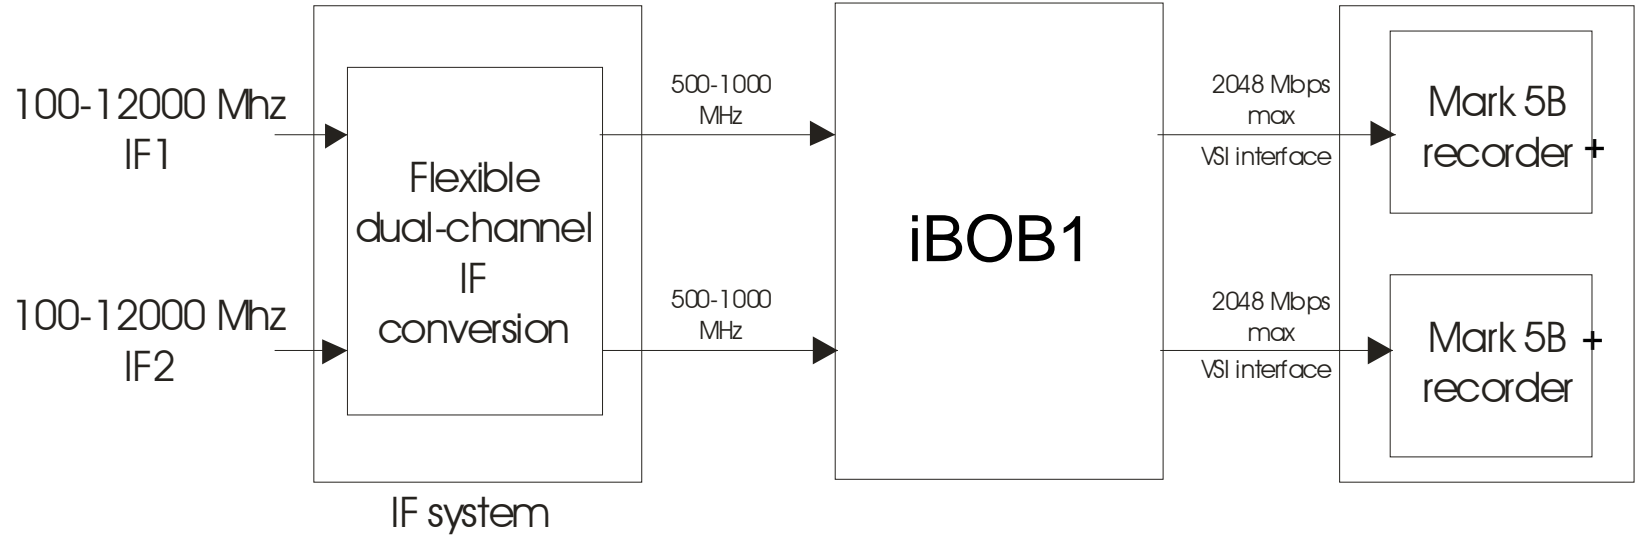 100-12000 Mhz
IF1
100-12000 Mhz
IF2
Flexible
dual-channel
IF
conversion
IF system
500-1000
MHz
500-1000
MHz
iBOB1
2048 Mbps
max
VSI interface
2048 Mbps
max
VSI interface
Mark 5B
recorder +
Mark 5B +
recorder